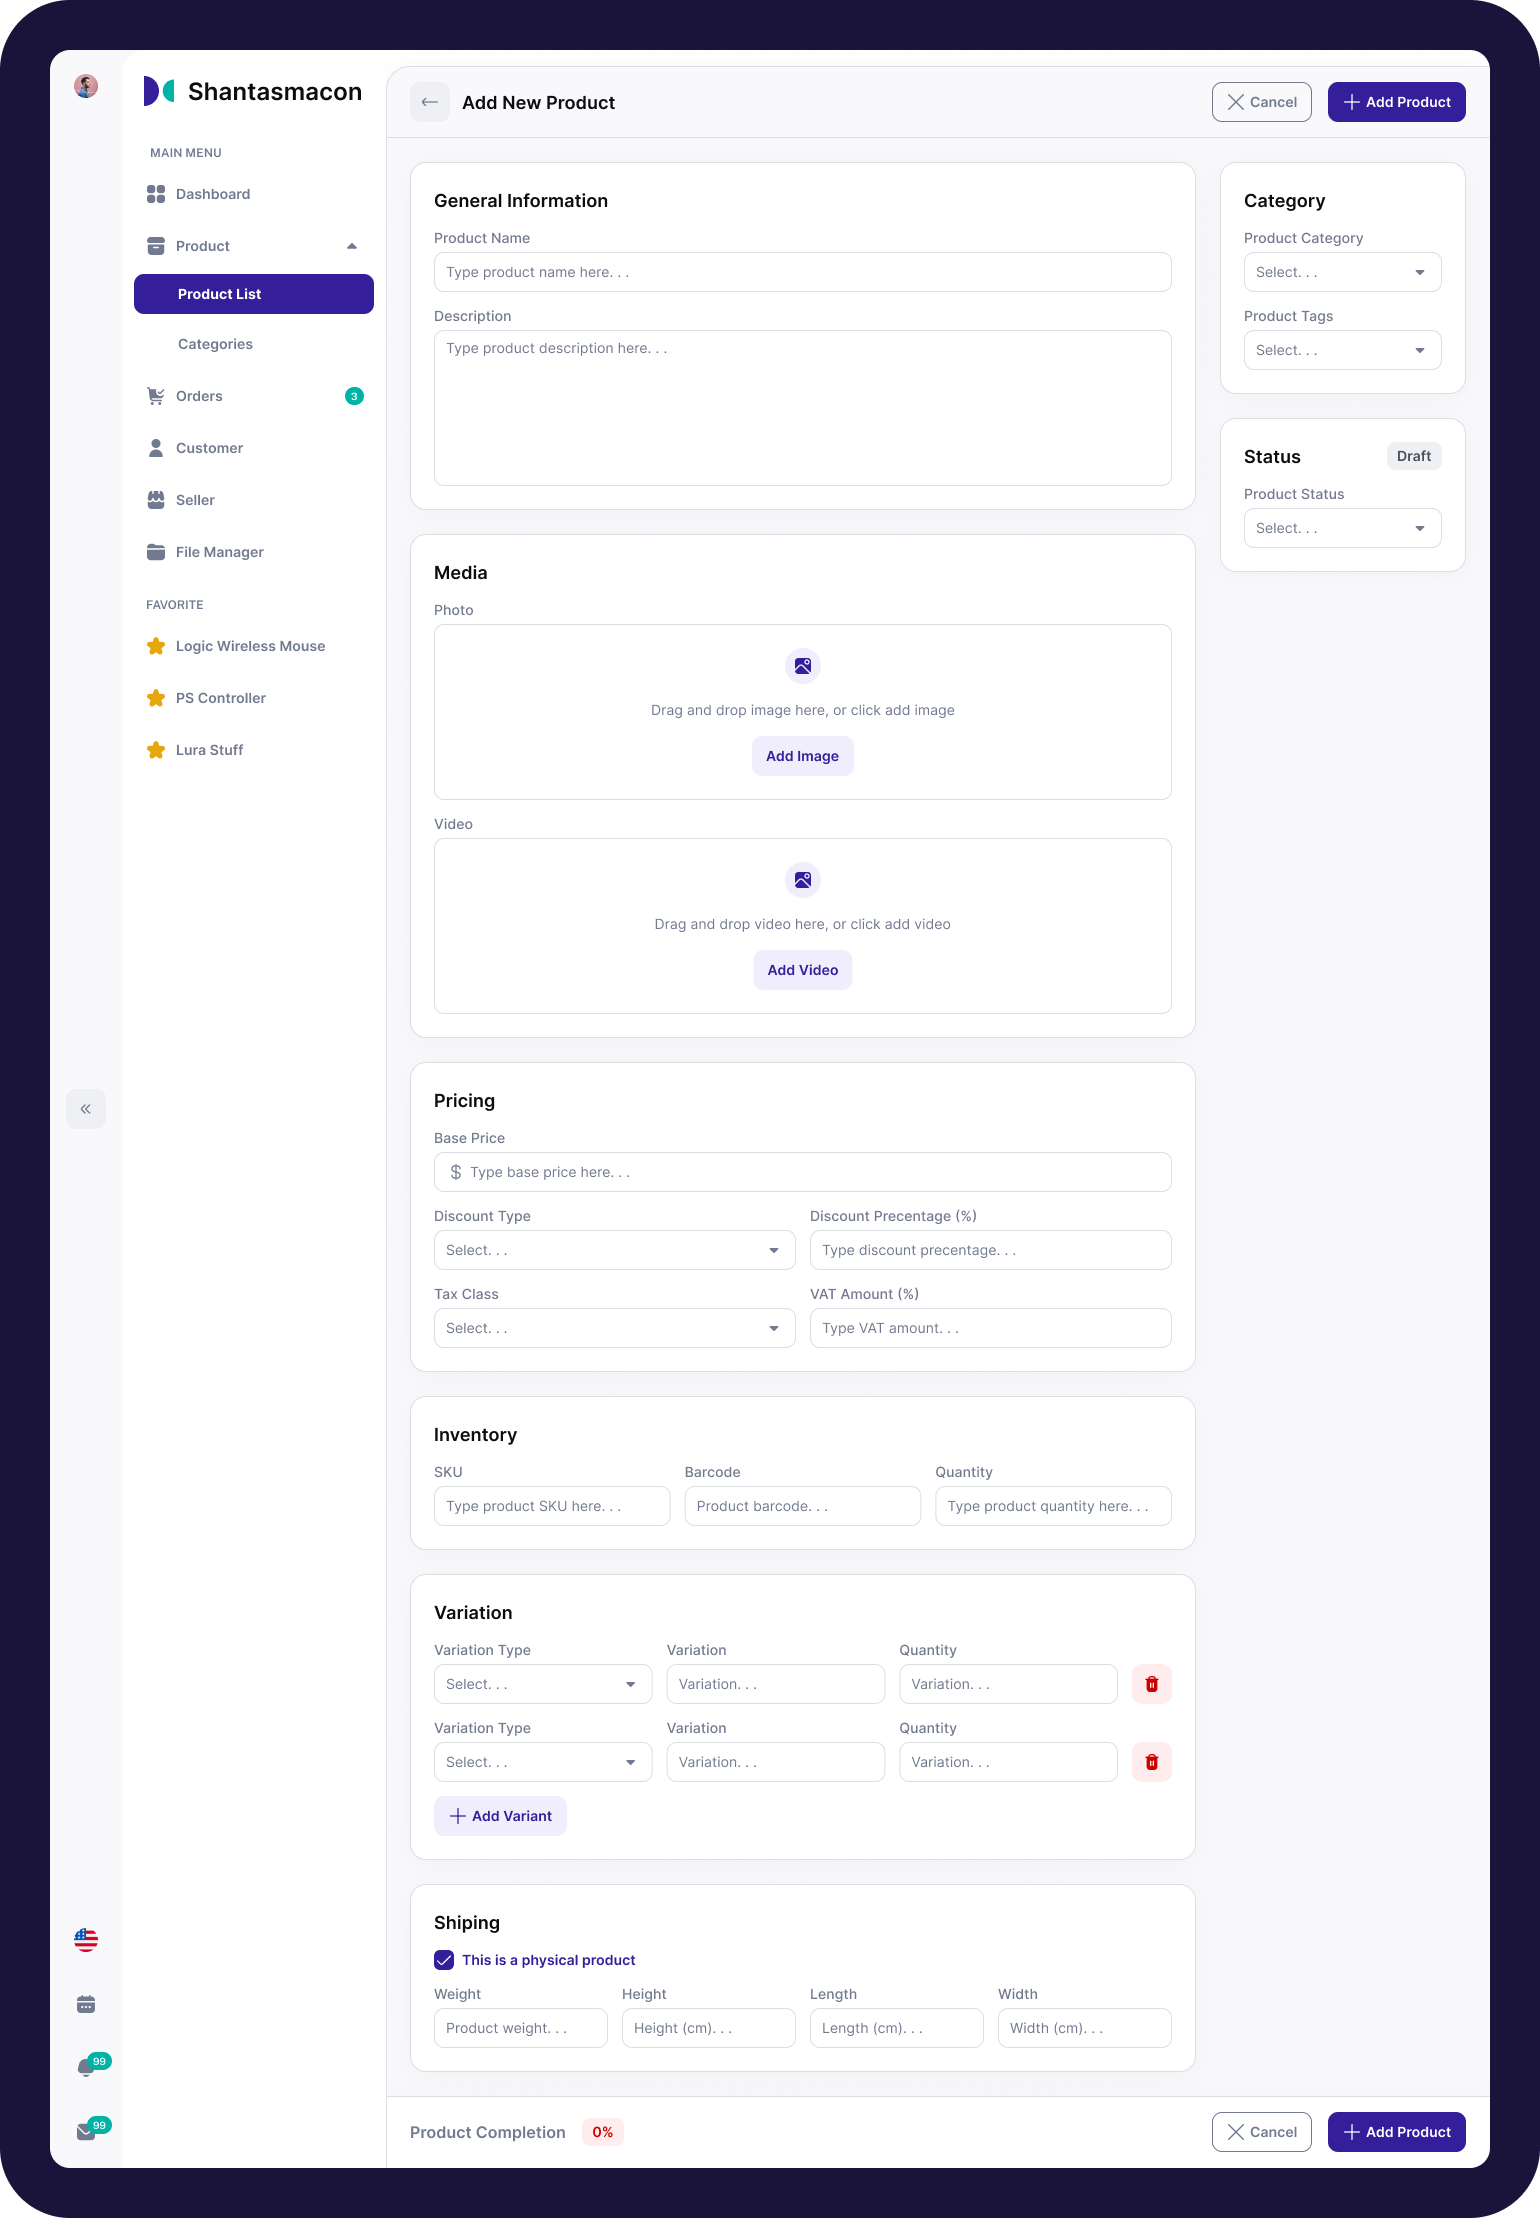 Shantasmacon
MAIN MENU
Dashboard
Product
Product List
Categories
Orders
3
Customer
Seller
File Manager
FAVORITE
Logic Wireless Mouse
PS Controller
Lura Stuff
99
99
Add New Product
Cancel
Add Product
General Information
Product Name
Type product name here. . .
Description
Type product description here. . .
Category
Product Category
Select. . .
Product Tags
Select. . .
Status
Draft
Product Status
Select. . .
Media
Photo
Drag and drop image here, or click add image
Add Image
Video
Drag and drop video here, or click add video
Add Video
Pricing
Base Price
$ Type base price here. . .
Discount Type
Discount Precentage (%)
Select. . .
Type discount precentage. . .
Tax Class
VAT Amount (%)
Select. . .
Type VAT amount. . .
Inventory
SKU
Barcode
Quantity
Type product SKU here. . .
Product barcode. . .
Type product quantity here. . .
Variation
Variation Type
Variation
Quantity
Select. . .
Variation. . .
Variation. . .
Variation Type
Variation
Quantity
Select. . .
Variation. . .
Variation. . .
Add Variant
Shiping
This is a physical product
Weight
Height
Length
Width
Product weight. . .
Height (cm). . .
Length (cm). . .
Width (cm). . .
Product Completion
0%
Cancel
Add Product